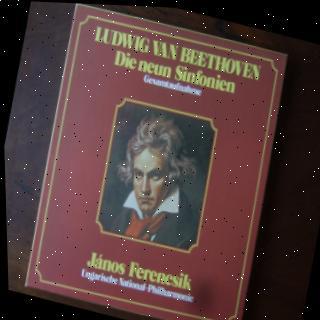 LUDWIG VAN BEETHOVEN
Die neun Sinfonien
Gesamtaufnahme
János Ferencsik
Ungarische National-Philharmonie